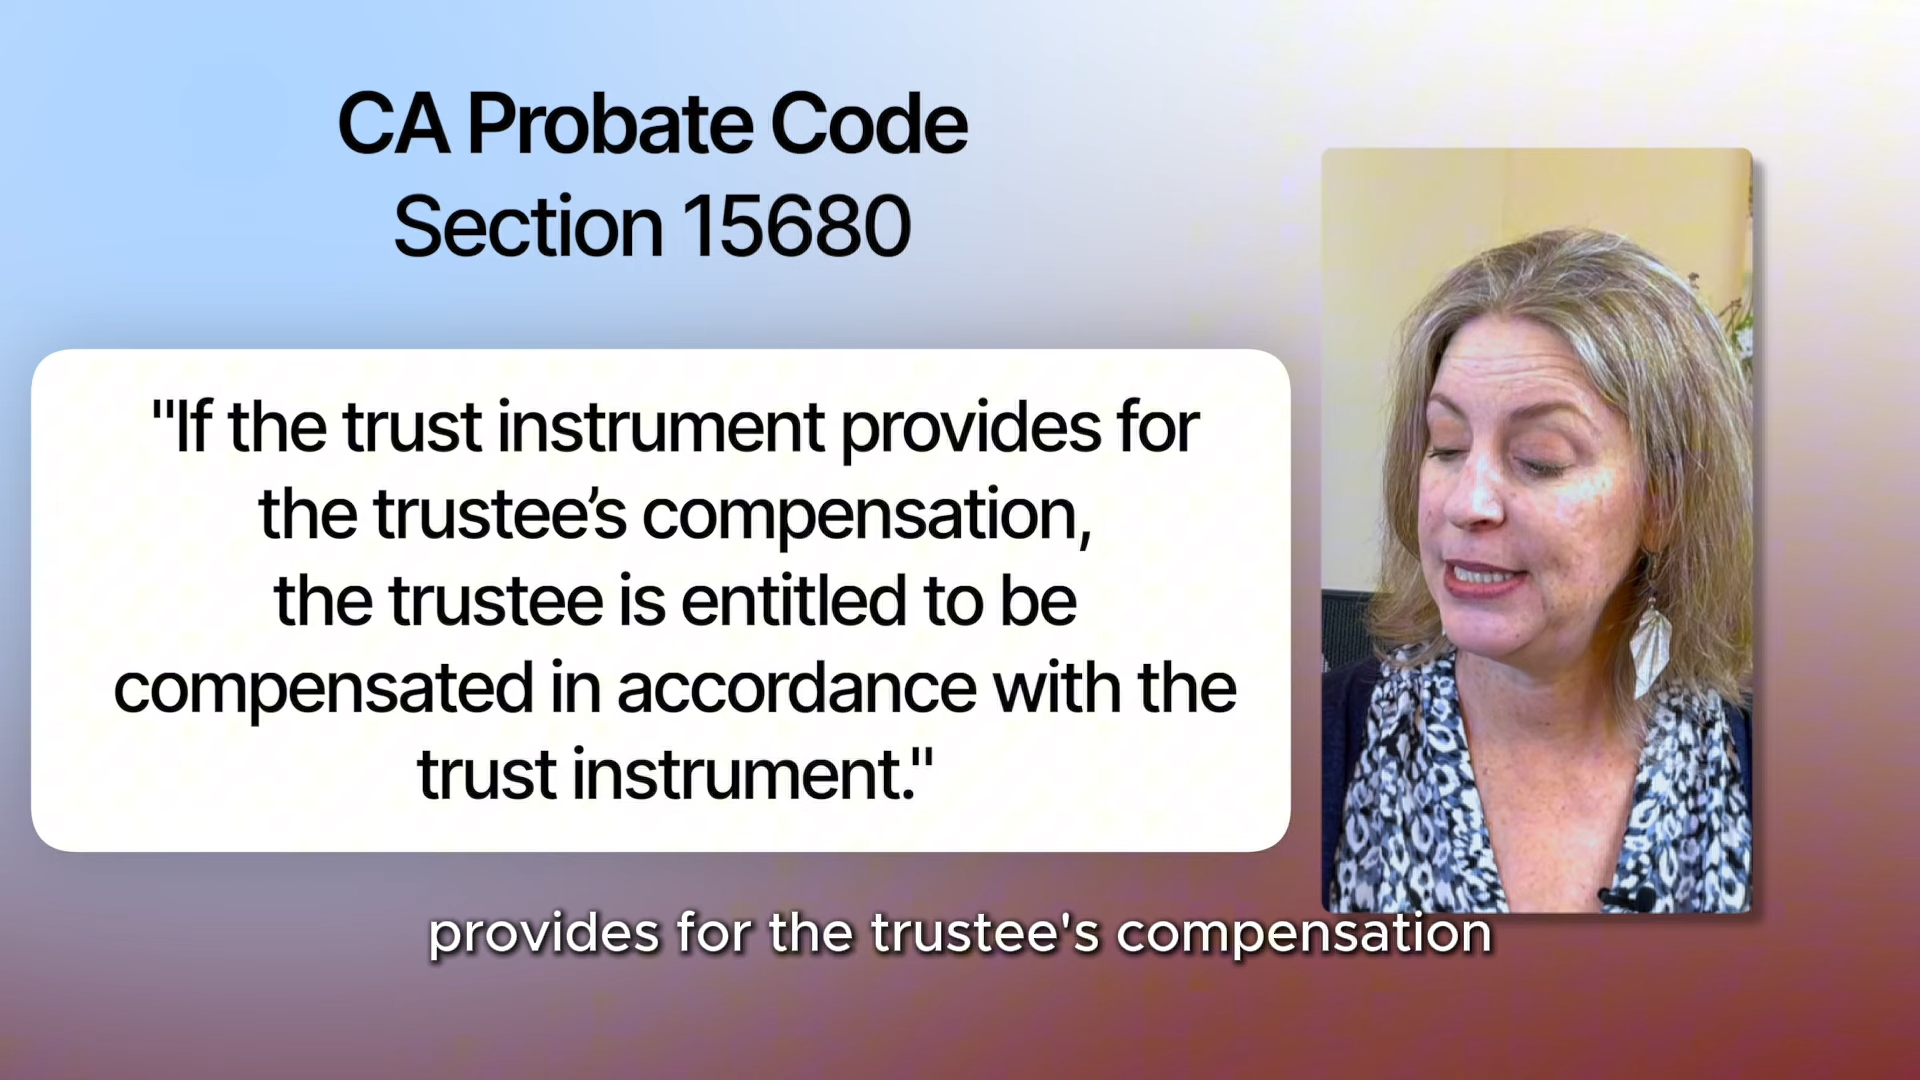 CA Probate Code
Section 15680
"If the trust instrument provides for
the trustee’s compensation,
the trustee is entitled to be
compensated in accordance with the
trust instrument."
provides for the trustee's compensation